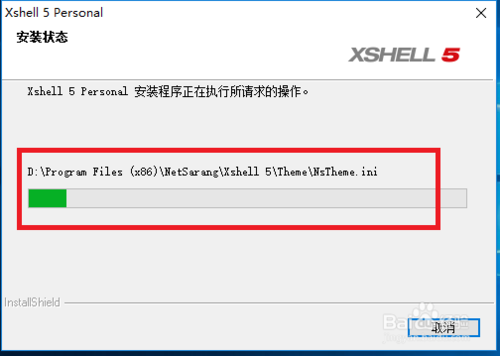 Xshell 5 Personal
安装状态
XSHELL 5
Xshell 5 Personal 安装程序正在执行所请求的操作。
D:\Program Files (x86)\NetSarang\Xshell 5\Theme\NsTheme.ini
InstallShield
取消